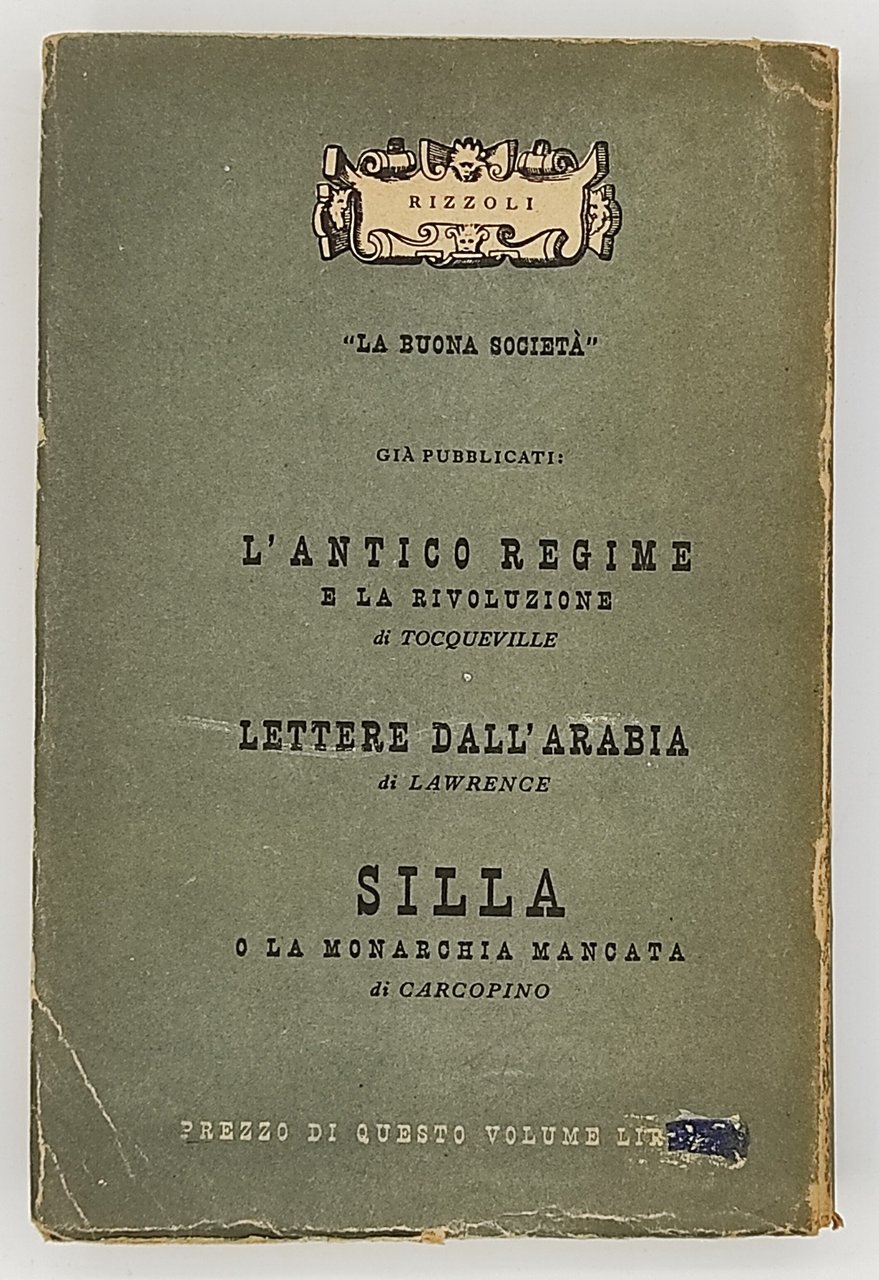 RIZZOLI
"LA BUONA SOCIETÀ"
GIÀ PUBBLICATI:
L'ANTICO REGIME
E LA RIVOLUZIONE
di TOCQUEVILLE
LETTERE DALL'ARABIA
di LAWRENCE
SILLA
O LA MONARCHIA MANCATA
di CARCOPINO
PREZZO DI QUESTO VOLUME